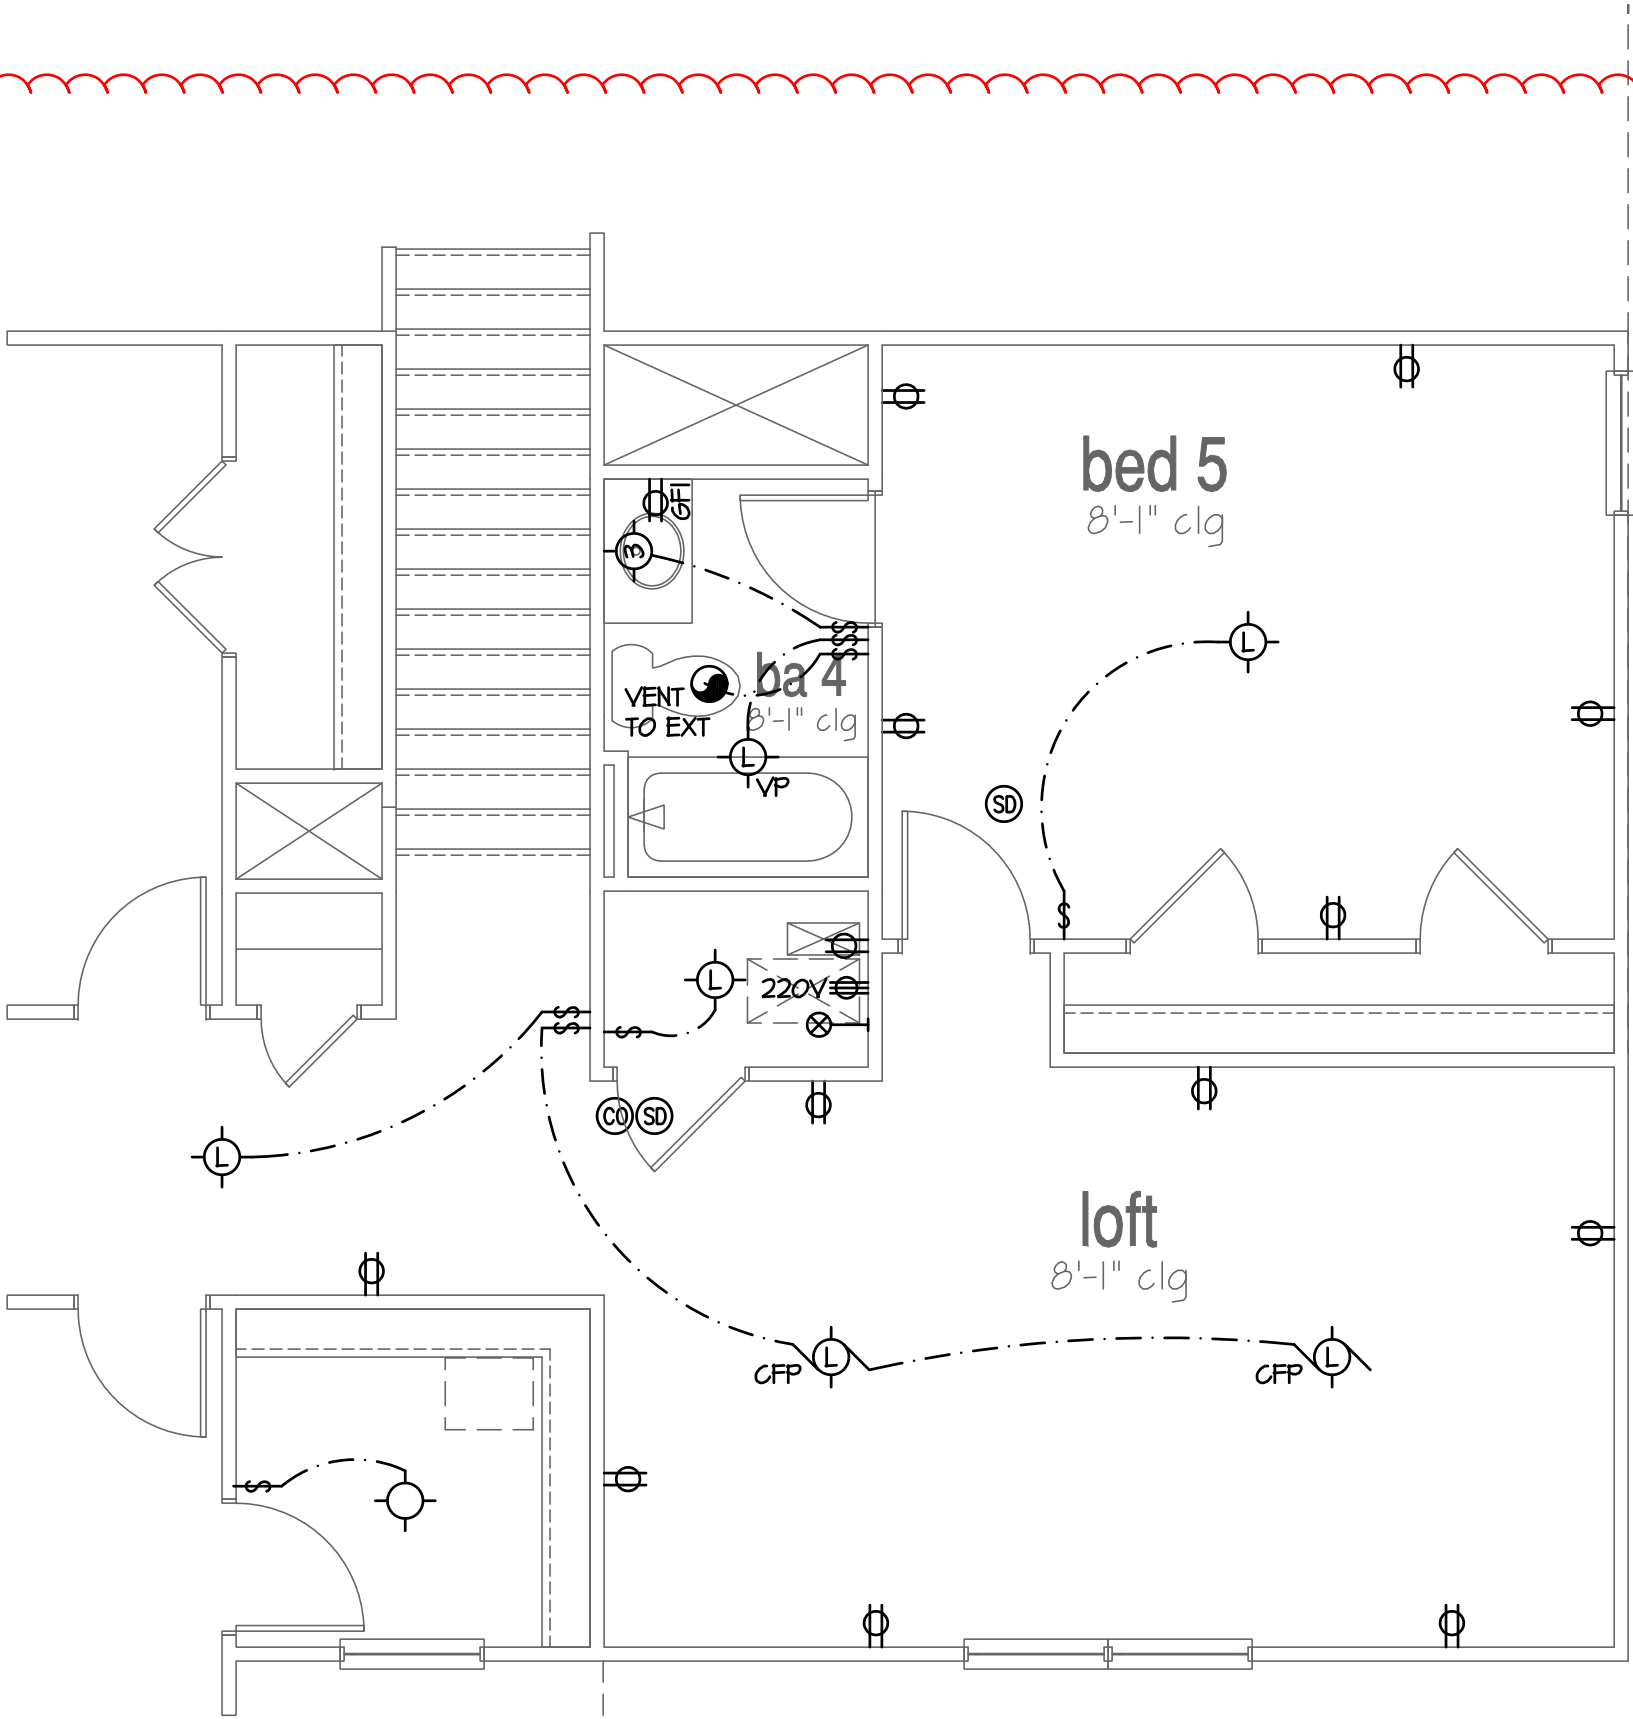 bed 5
8'-1" clg
GFI
3
$
$
$
L
ba 4
8'-1" clg
VENT
TO EXT
L
VP
SD
$
L
220V
$
$
$
CO
SD
L
loft
8'-1" clg
L
CFP
L
CFP
$